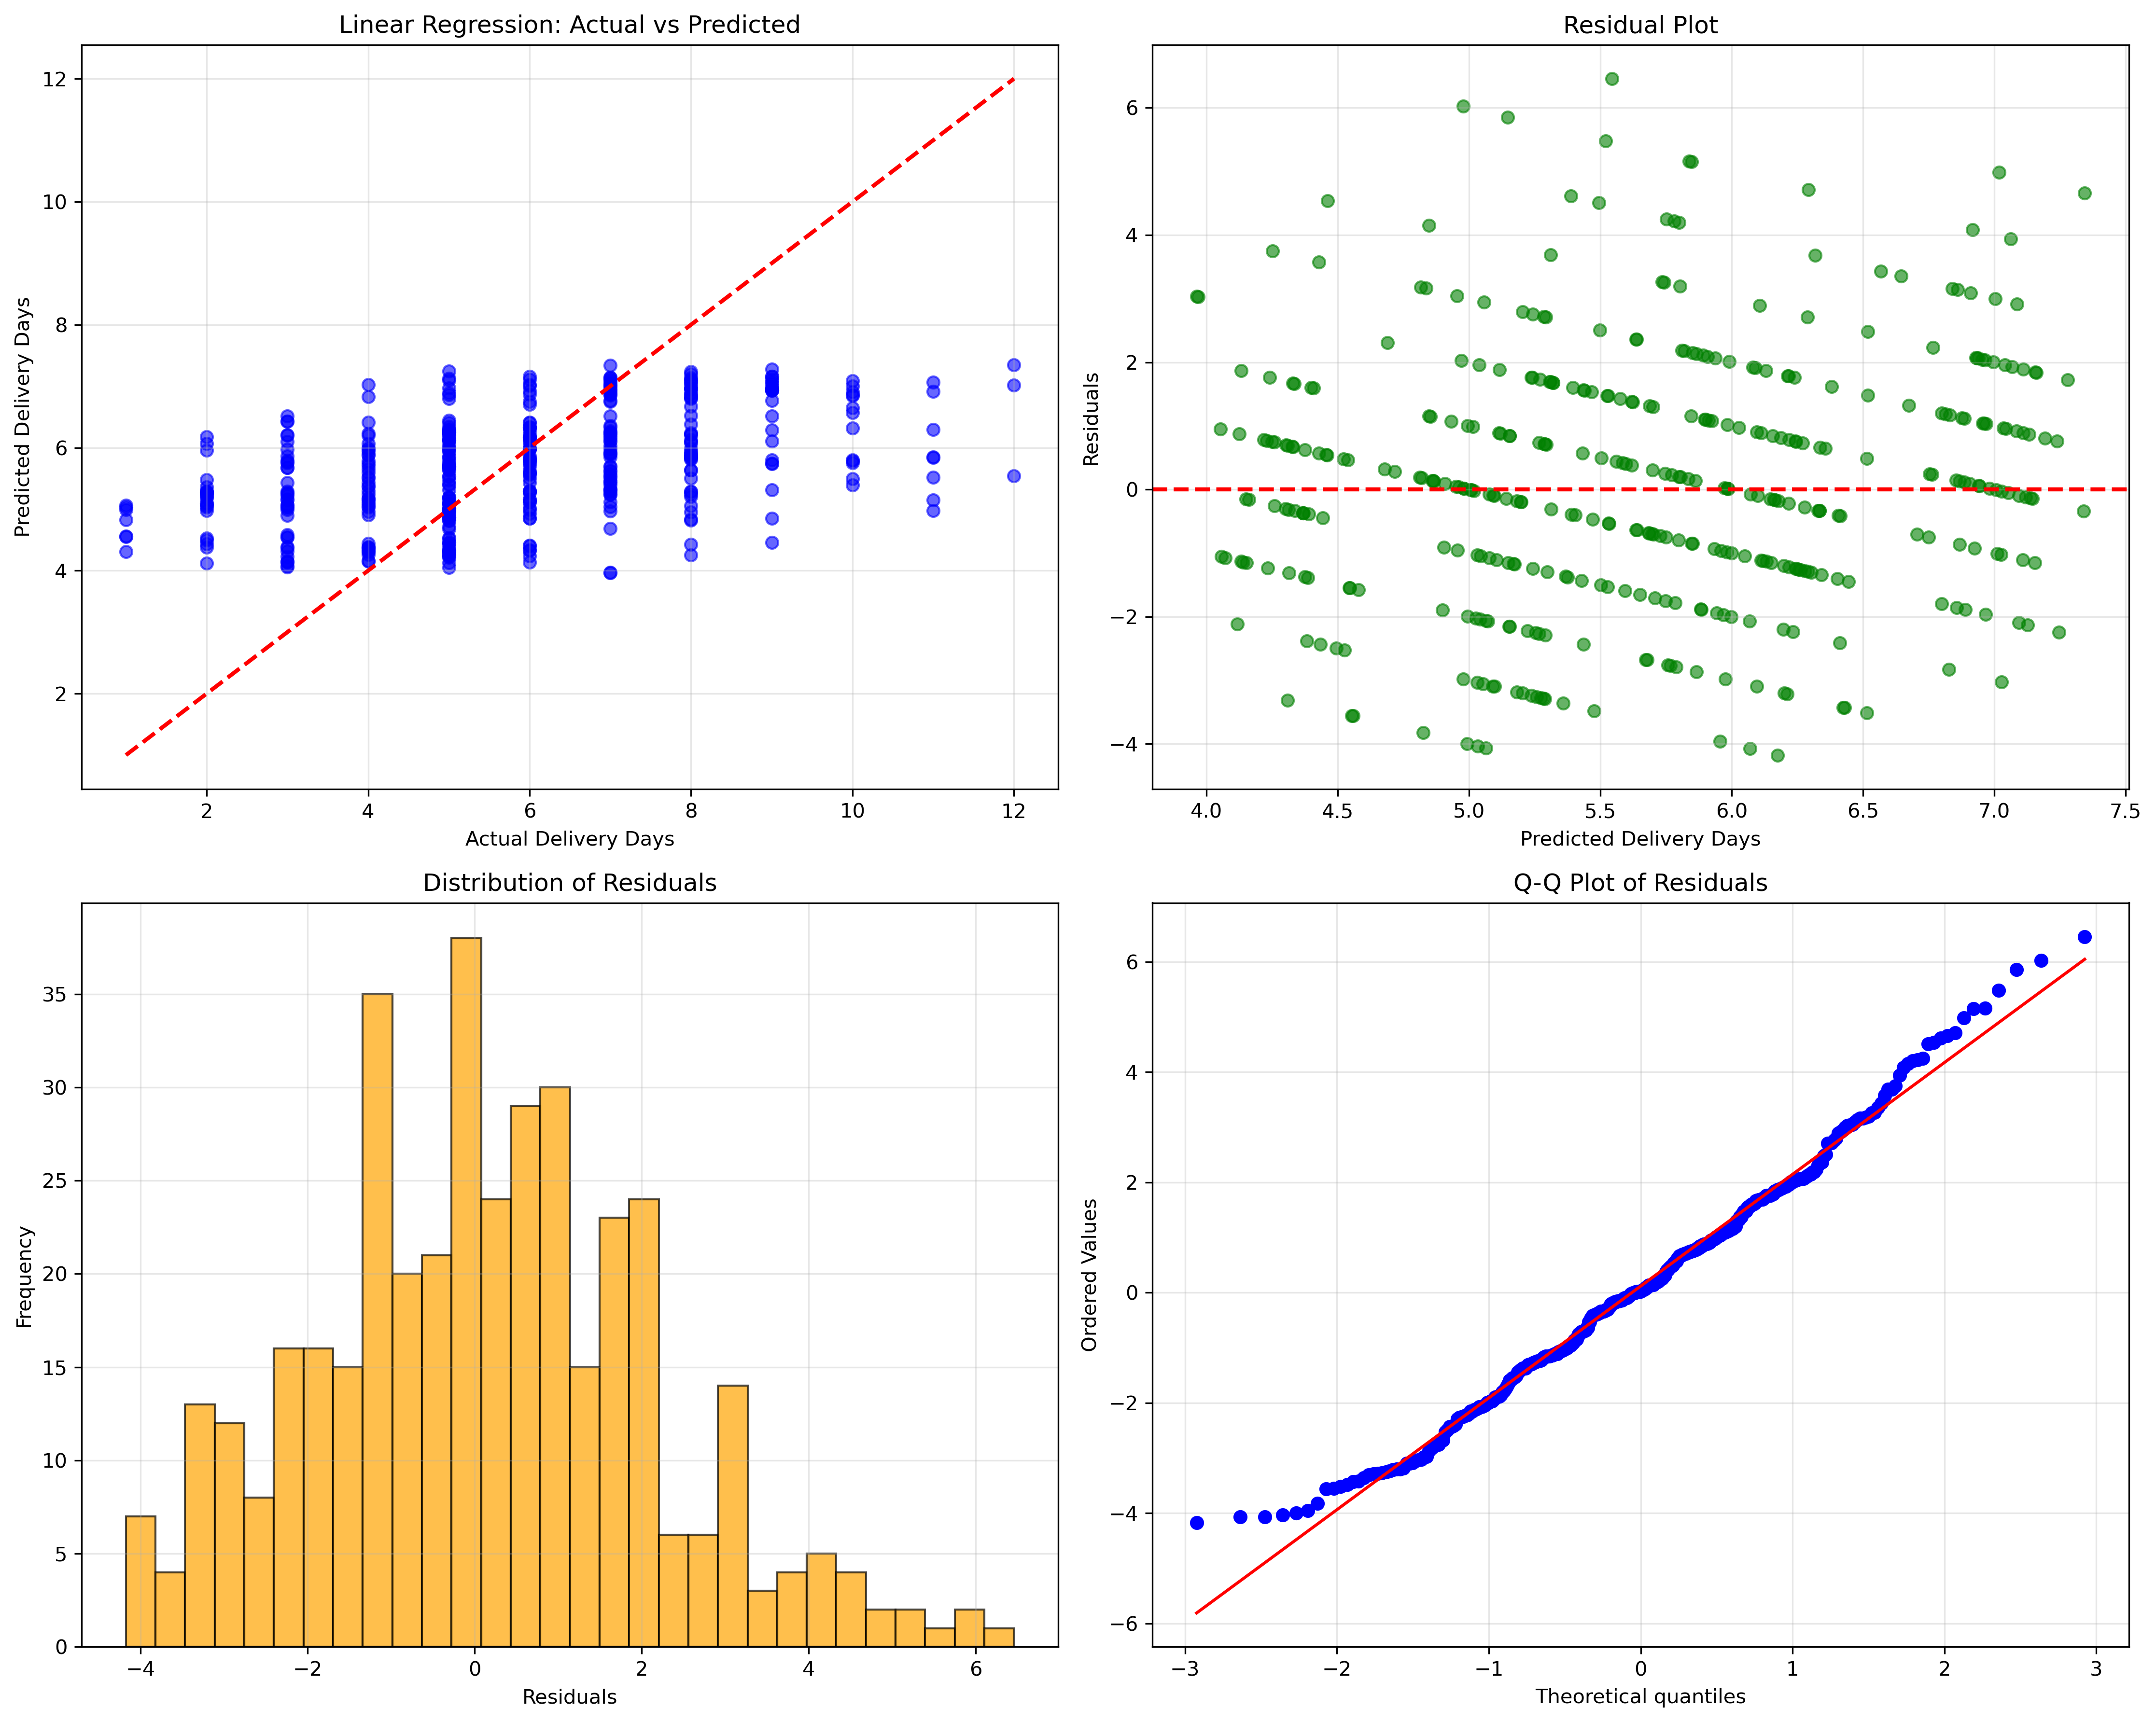 Linear Regression: Actual vs Predicted
12
10
8
6
4
2
Predicted Delivery Days
2 4 6 8 10 12
Actual Delivery Days
Residual Plot
6
4
2
0
−2
−4
Residuals
4.0 4.5 5.0 5.5 6.0 6.5 7.0 7.5
Predicted Delivery Days
Distribution of Residuals
35
30
25
20
15
10
5
0
Frequency
−4 −2 0 2 4 6
Residuals
Q-Q Plot of Residuals
6
4
2
0
−2
−4
−6
Ordered Values
−3 −2 −1 0 1 2 3
Theoretical quantiles